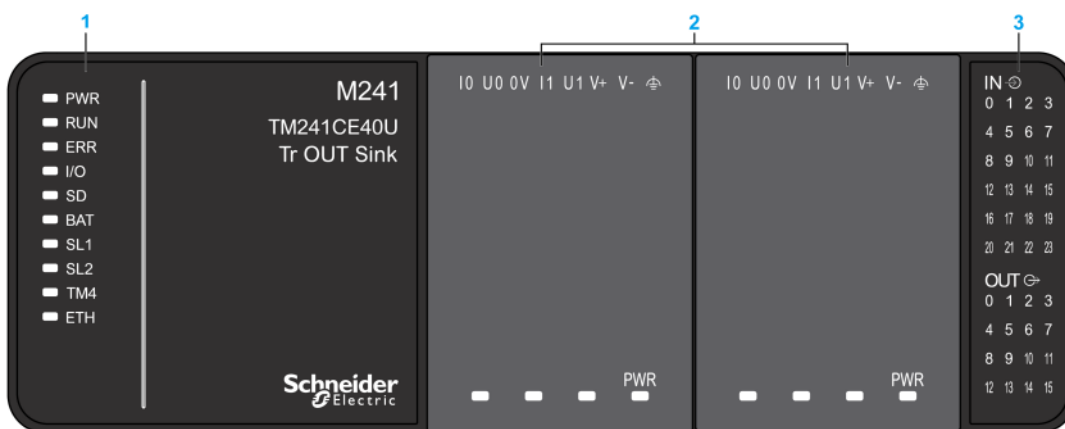 1
2
3
PWR
RUN
ERR
I/O
SD
BAT
SL1
SL2
TM4
ETH
M241
TM241CE40U
Tr OUT Sink
Schneider
Electric
I0 U0 0V I1 U1 V+ V-
PWR
I0 U0 0V I1 U1 V+ V-
PWR
IN
0 1 2 3
4 5 6 7
8 9 10 11
12 13 14 15
16 17 18 19
20 21 22 23
OUT
0 1 2 3
4 5 6 7
8 9 10 11
12 13 14 15